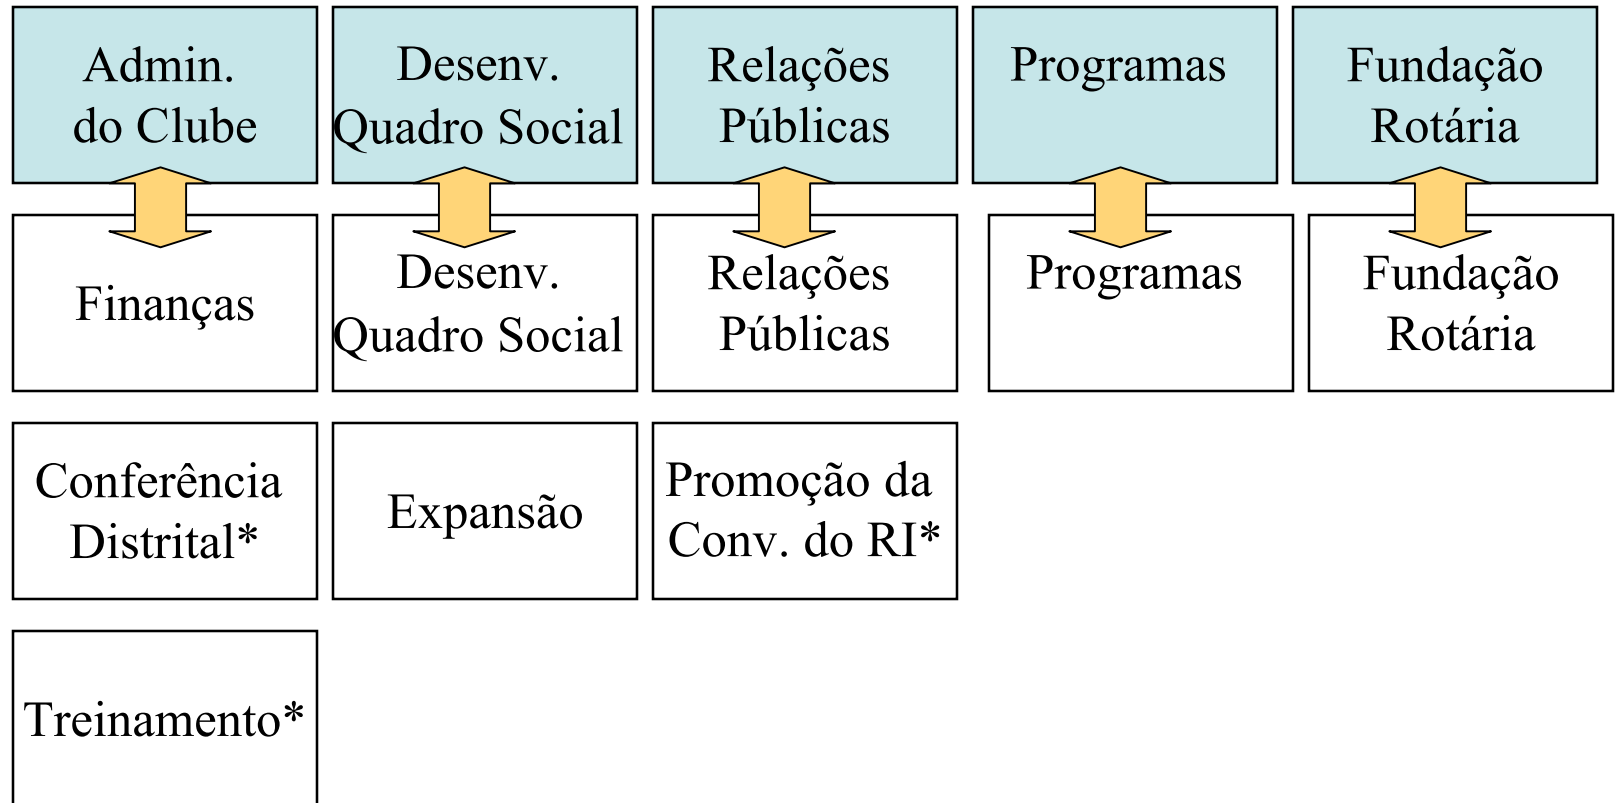 Admin.
do Clube
Desenv.
Quadro Social
Relações
Públicas
Programas
Fundação
Rotária
Finanças
Desenv.
Quadro Social
Relações
Públicas
Programas
Fundação
Rotária
Conferência
Distrital*
Expansão
Promoção da
Conv. do RI*
Treinamento*